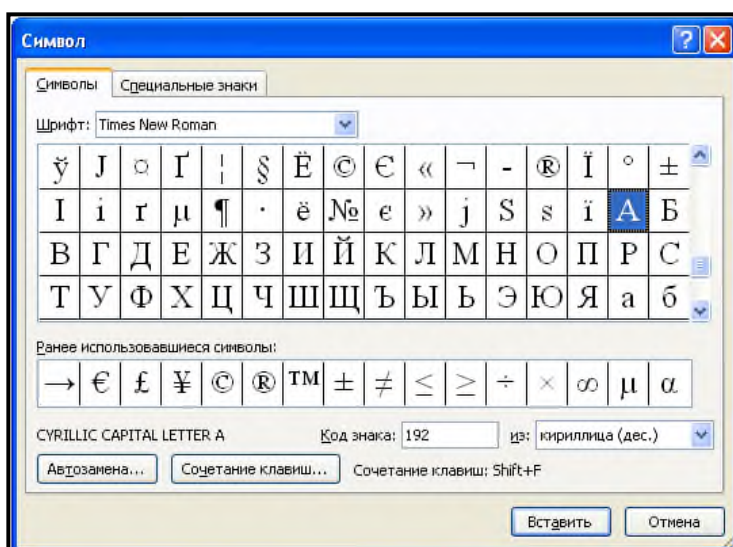 Символ
Символы Специальные знаки
Шрифт: Times New Roman
ў Ј ¤ Ґ ¦ § Ё © Є « ¬ - ® Ї ° ±
І і ґ µ ¶ · ё № є » ј Ѕ ѕ ї А Б
В Г Д Е Ж З И Й К Л М Н О П Р С
Т У Ф Х Ц Ч Ш Щ Ъ Ы Ь Э Ю Я а б
Ранее использовавшиеся символы:
→ € £ ¥ © ® ™ ± ≠ ≤ ≥ ÷ × ∞ µ α
CYRILLIC CAPITAL LETTER A Код знака: 192 из: кириллица (дес.)
Автозамена... Сочетание клавиш... Сочетание клавиш: Shift+F
Вставить Отмена